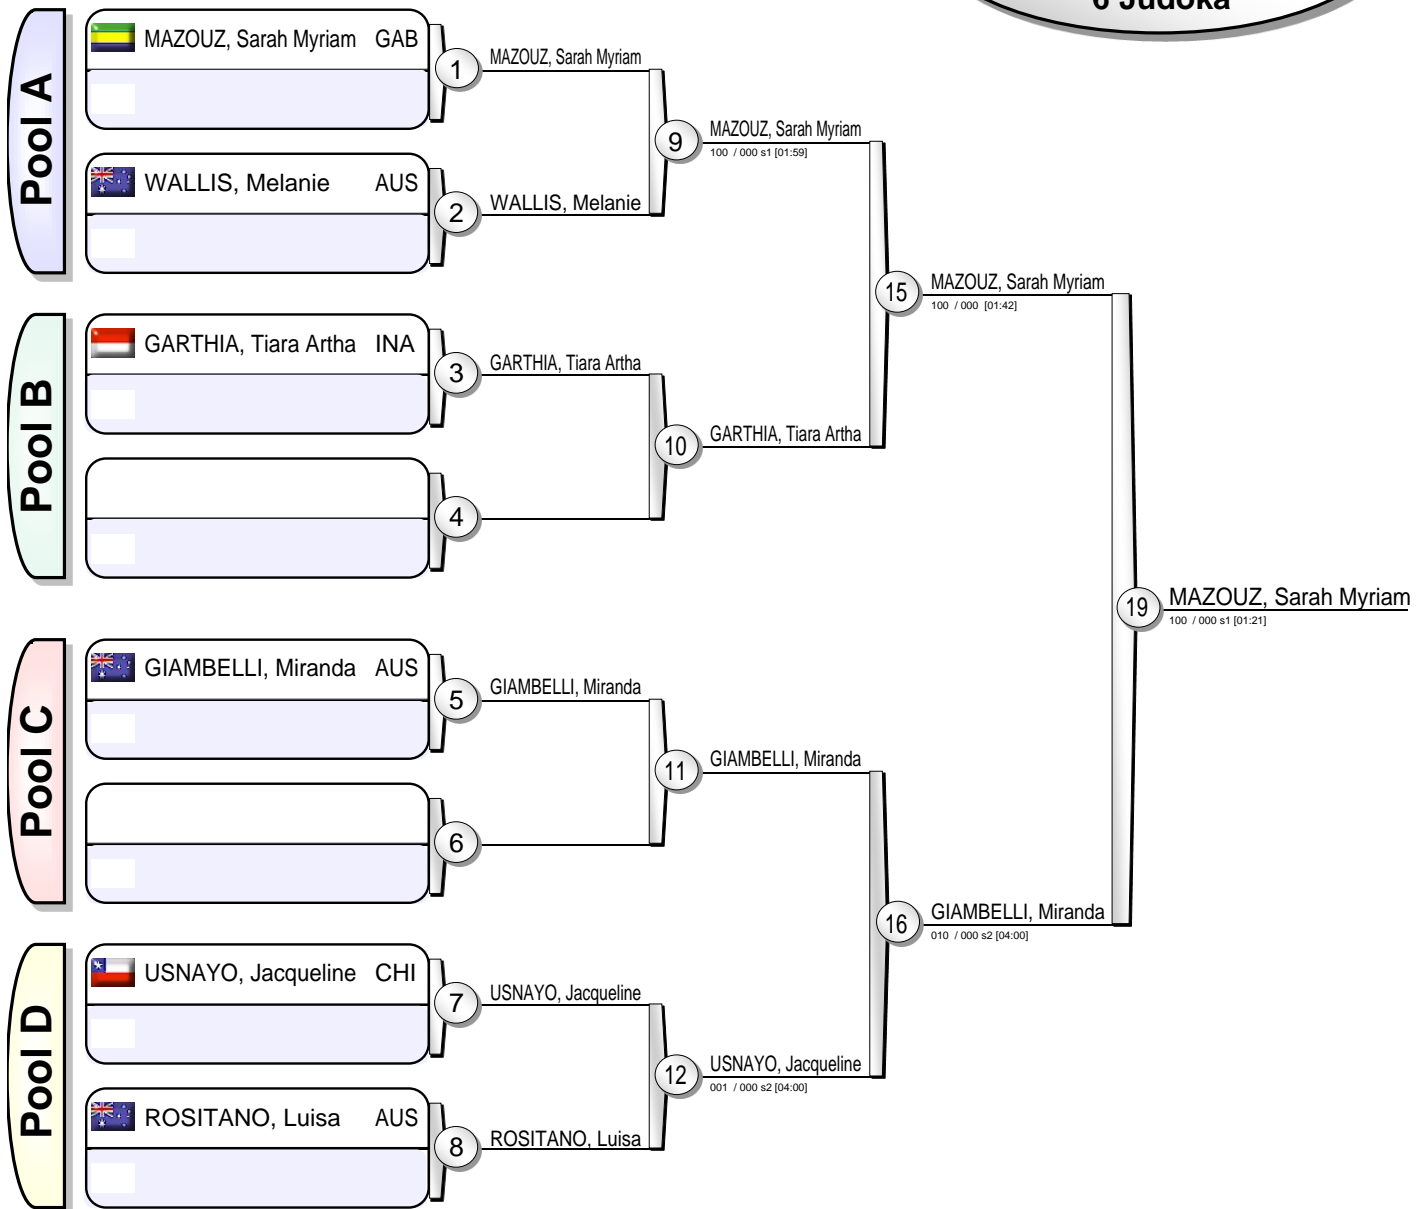 6 Judoka
Pool A
MAZOUZ, Sarah Myriam GAB
WALLIS, Melanie AUS
1
MAZOUZ, Sarah Myriam
2
WALLIS, Melanie
9
MAZOUZ, Sarah Myriam
100 / 000 s1 [01:59]
Pool B
GARTHIA, Tiara Artha INA
3
GARTHIA, Tiara Artha
4
10
GARTHIA, Tiara Artha
15
MAZOUZ, Sarah Myriam
100 / 000 [01:42]
Pool C
GIAMBELLI, Miranda AUS
5
GIAMBELLI, Miranda
6
11
GIAMBELLI, Miranda
Pool D
USNAYO, Jacqueline CHI
ROSITANO, Luisa AUS
7
USNAYO, Jacqueline
8
ROSITANO, Luisa
12
USNAYO, Jacqueline
001 / 000 s2 [04:00]
16
GIAMBELLI, Miranda
010 / 000 s2 [04:00]
19
MAZOUZ, Sarah Myriam
100 / 000 s1 [01:21]